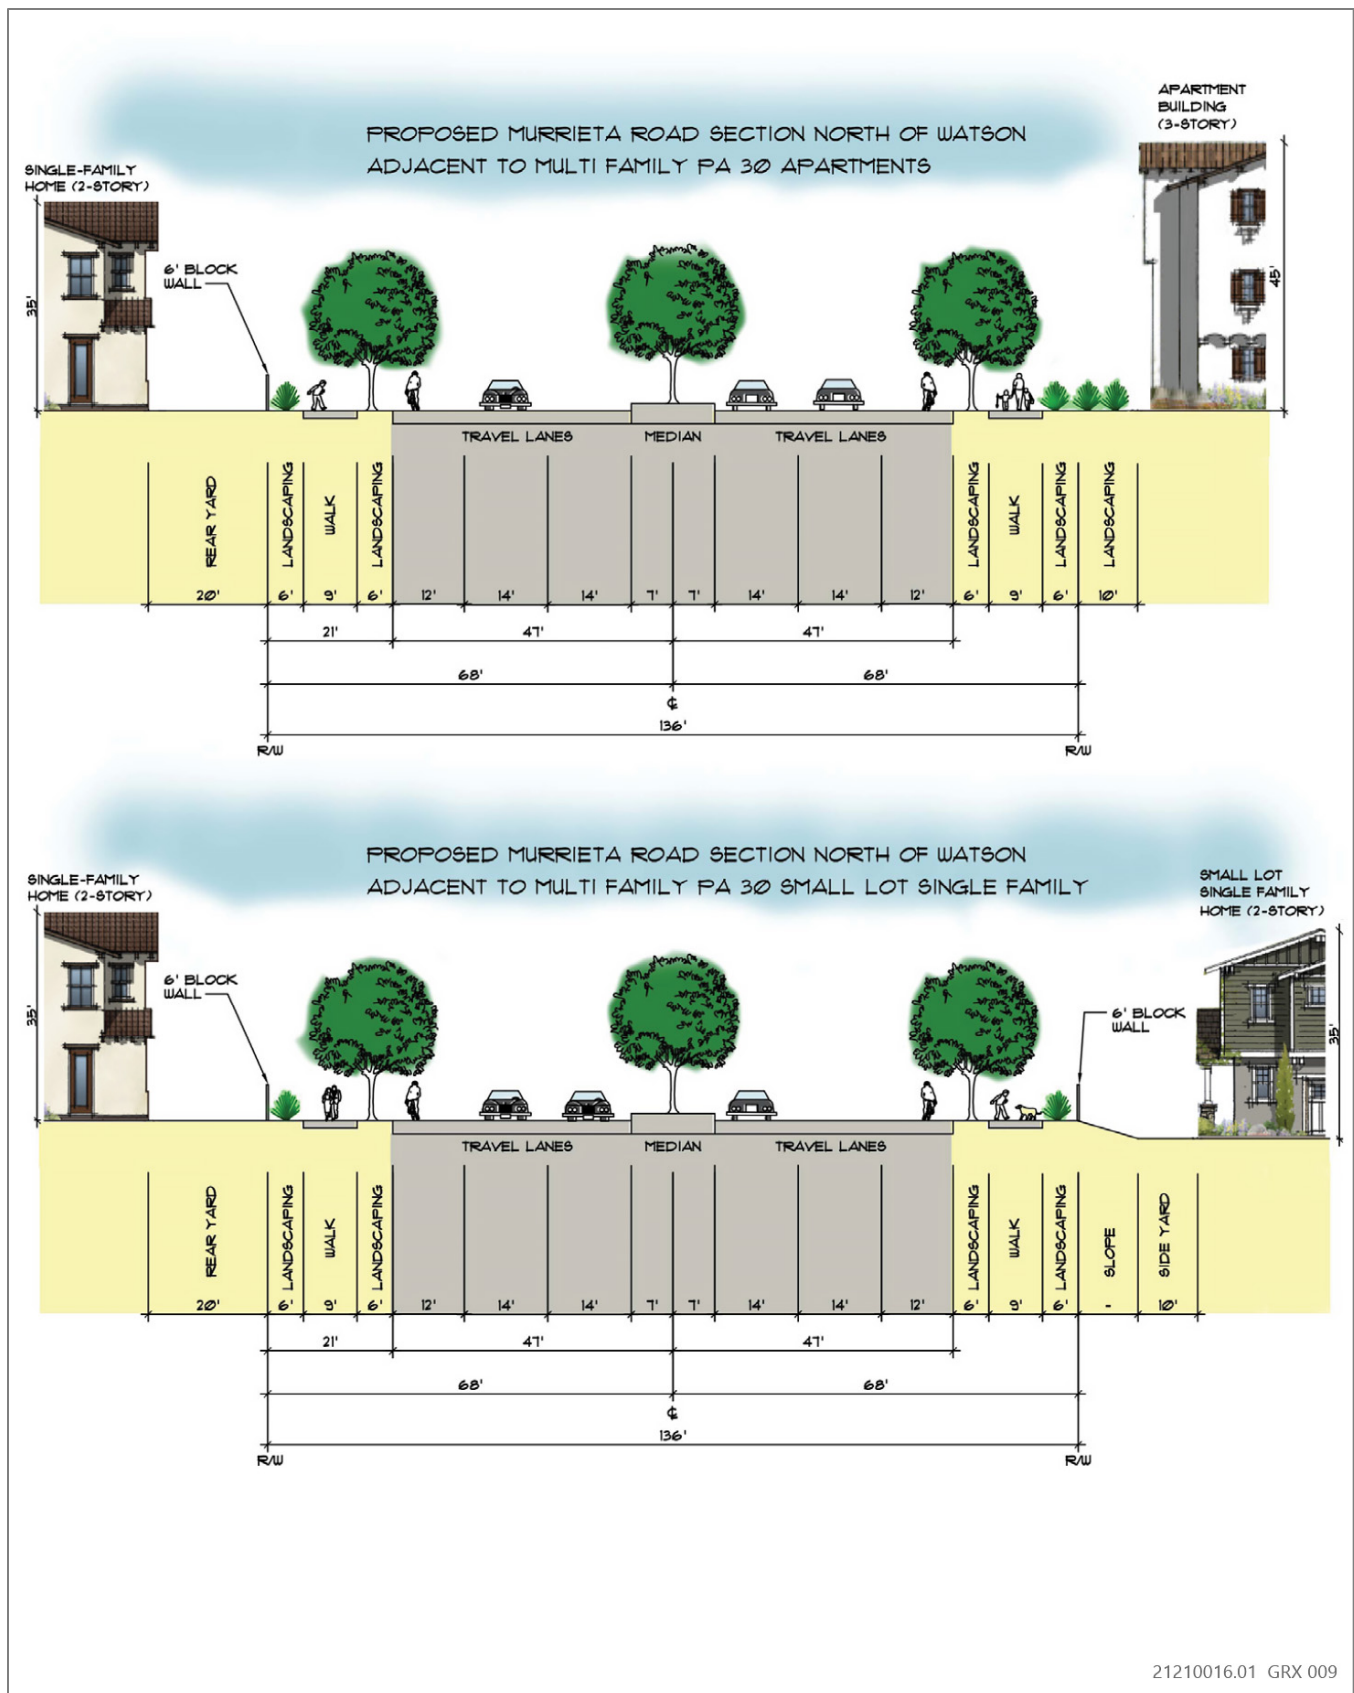 PROPOSED MURRIETA ROAD SECTION NORTH OF WATSON
ADJACENT TO MULTI FAMILY PA 30 APARTMENTS
SINGLE-FAMILY
HOME (2-STORY)
APARTMENT
BUILDING
(3-STORY)
35'
6' BLOCK
WALL
45'
TRAVEL LANES
MEDIAN
TRAVEL LANES
REAR YARD
LANDSCAPING
WALK
LANDSCAPING
LANDSCAPING
WALK
LANDSCAPING
LANDSCAPING
20' 6' 9' 6' 12' 14' 14' 7' 7' 14' 14' 12' 6' 9' 6' 10'
21' 47' 47'
68' 68'
℄
136'
R/W R/W
PROPOSED MURRIETA ROAD SECTION NORTH OF WATSON
ADJACENT TO MULTI FAMILY PA 30 SMALL LOT SINGLE FAMILY
SINGLE-FAMILY
HOME (2-STORY)
SMALL LOT
SINGLE FAMILY
HOME (2-STORY)
35'
6' BLOCK
WALL
6' BLOCK
WALL
35'
TRAVEL LANES
MEDIAN
TRAVEL LANES
REAR YARD
LANDSCAPING
WALK
LANDSCAPING
LANDSCAPING
WALK
LANDSCAPING
SLOPE
SIDE YARD
20' 6' 9' 6' 12' 14' 14' 7' 7' 14' 14' 12' 6' 9' 6' - 10'
21' 47' 47'
68' 68'
℄
136'
R/W R/W
21210016.01 GRX 009